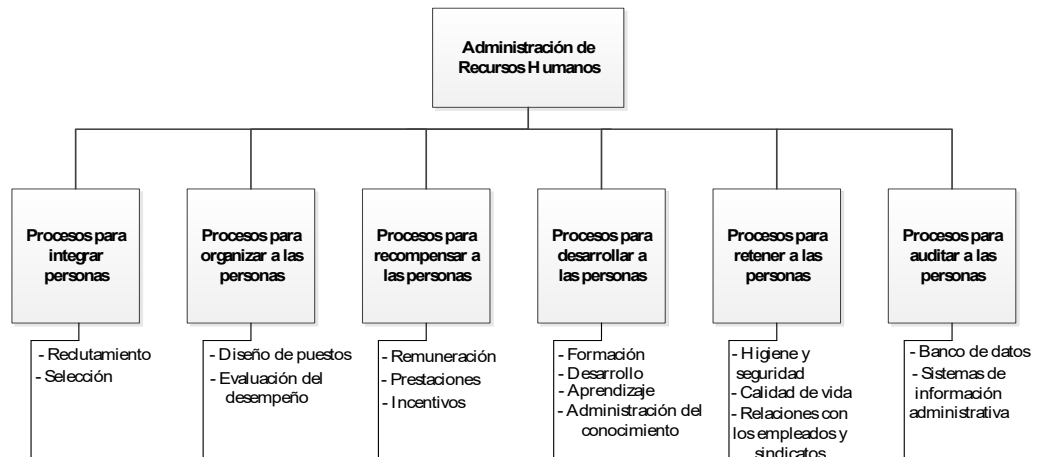 Administración de
Recursos Humanos
Procesos para
integrar
personas
Procesos para
organizar a las
personas
Procesos para
recompensar a
las personas
Procesos para
desarrollar a
las personas
Procesos para
retener a las
personas
Procesos para
auditar a las
personas
- Reclutamiento
- Selección
- Diseño de puestos
- Evaluación del
desempeño
- Remuneración
- Prestaciones
- Incentivos
- Formación
- Desarrollo
- Aprendizaje
- Administración del
conocimiento
- Higiene y
seguridad
- Calidad de vida
- Relaciones con
los empleados y
sindicatos
- Banco de datos
- Sistemas de
información
administrativa